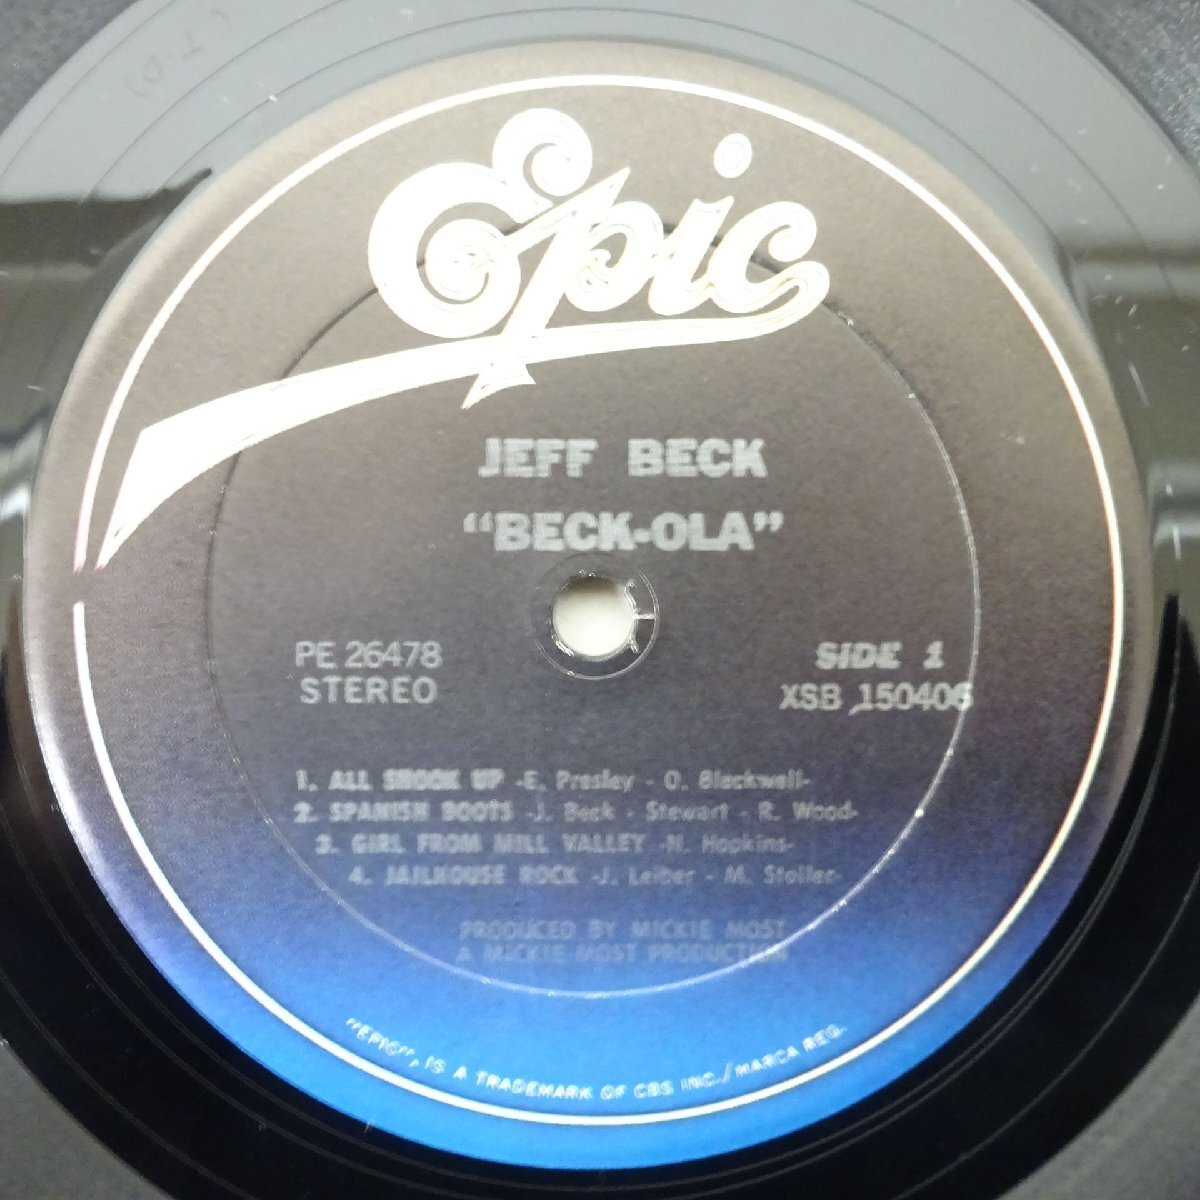 Epic
JEFF BECK
"BECK-OLA"
PE 26478
STEREO
SIDE 1
XSB 150406
1. ALL SHOOK UP -E. Presley - O. Blackwell-
2. SPANISH BOOTS -J. Beck - Stewart - R. Wood-
3. GIRL FROM MILL VALLEY -N. Hopkins-
4. JAILHOUSE ROCK -J. Leiber - M. Stoller-
PRODUCED BY MICKIE MOST
A MICKIE MOST PRODUCTION
"EPIC", IS A TRADEMARK OF CBS INC./MARCA REG.